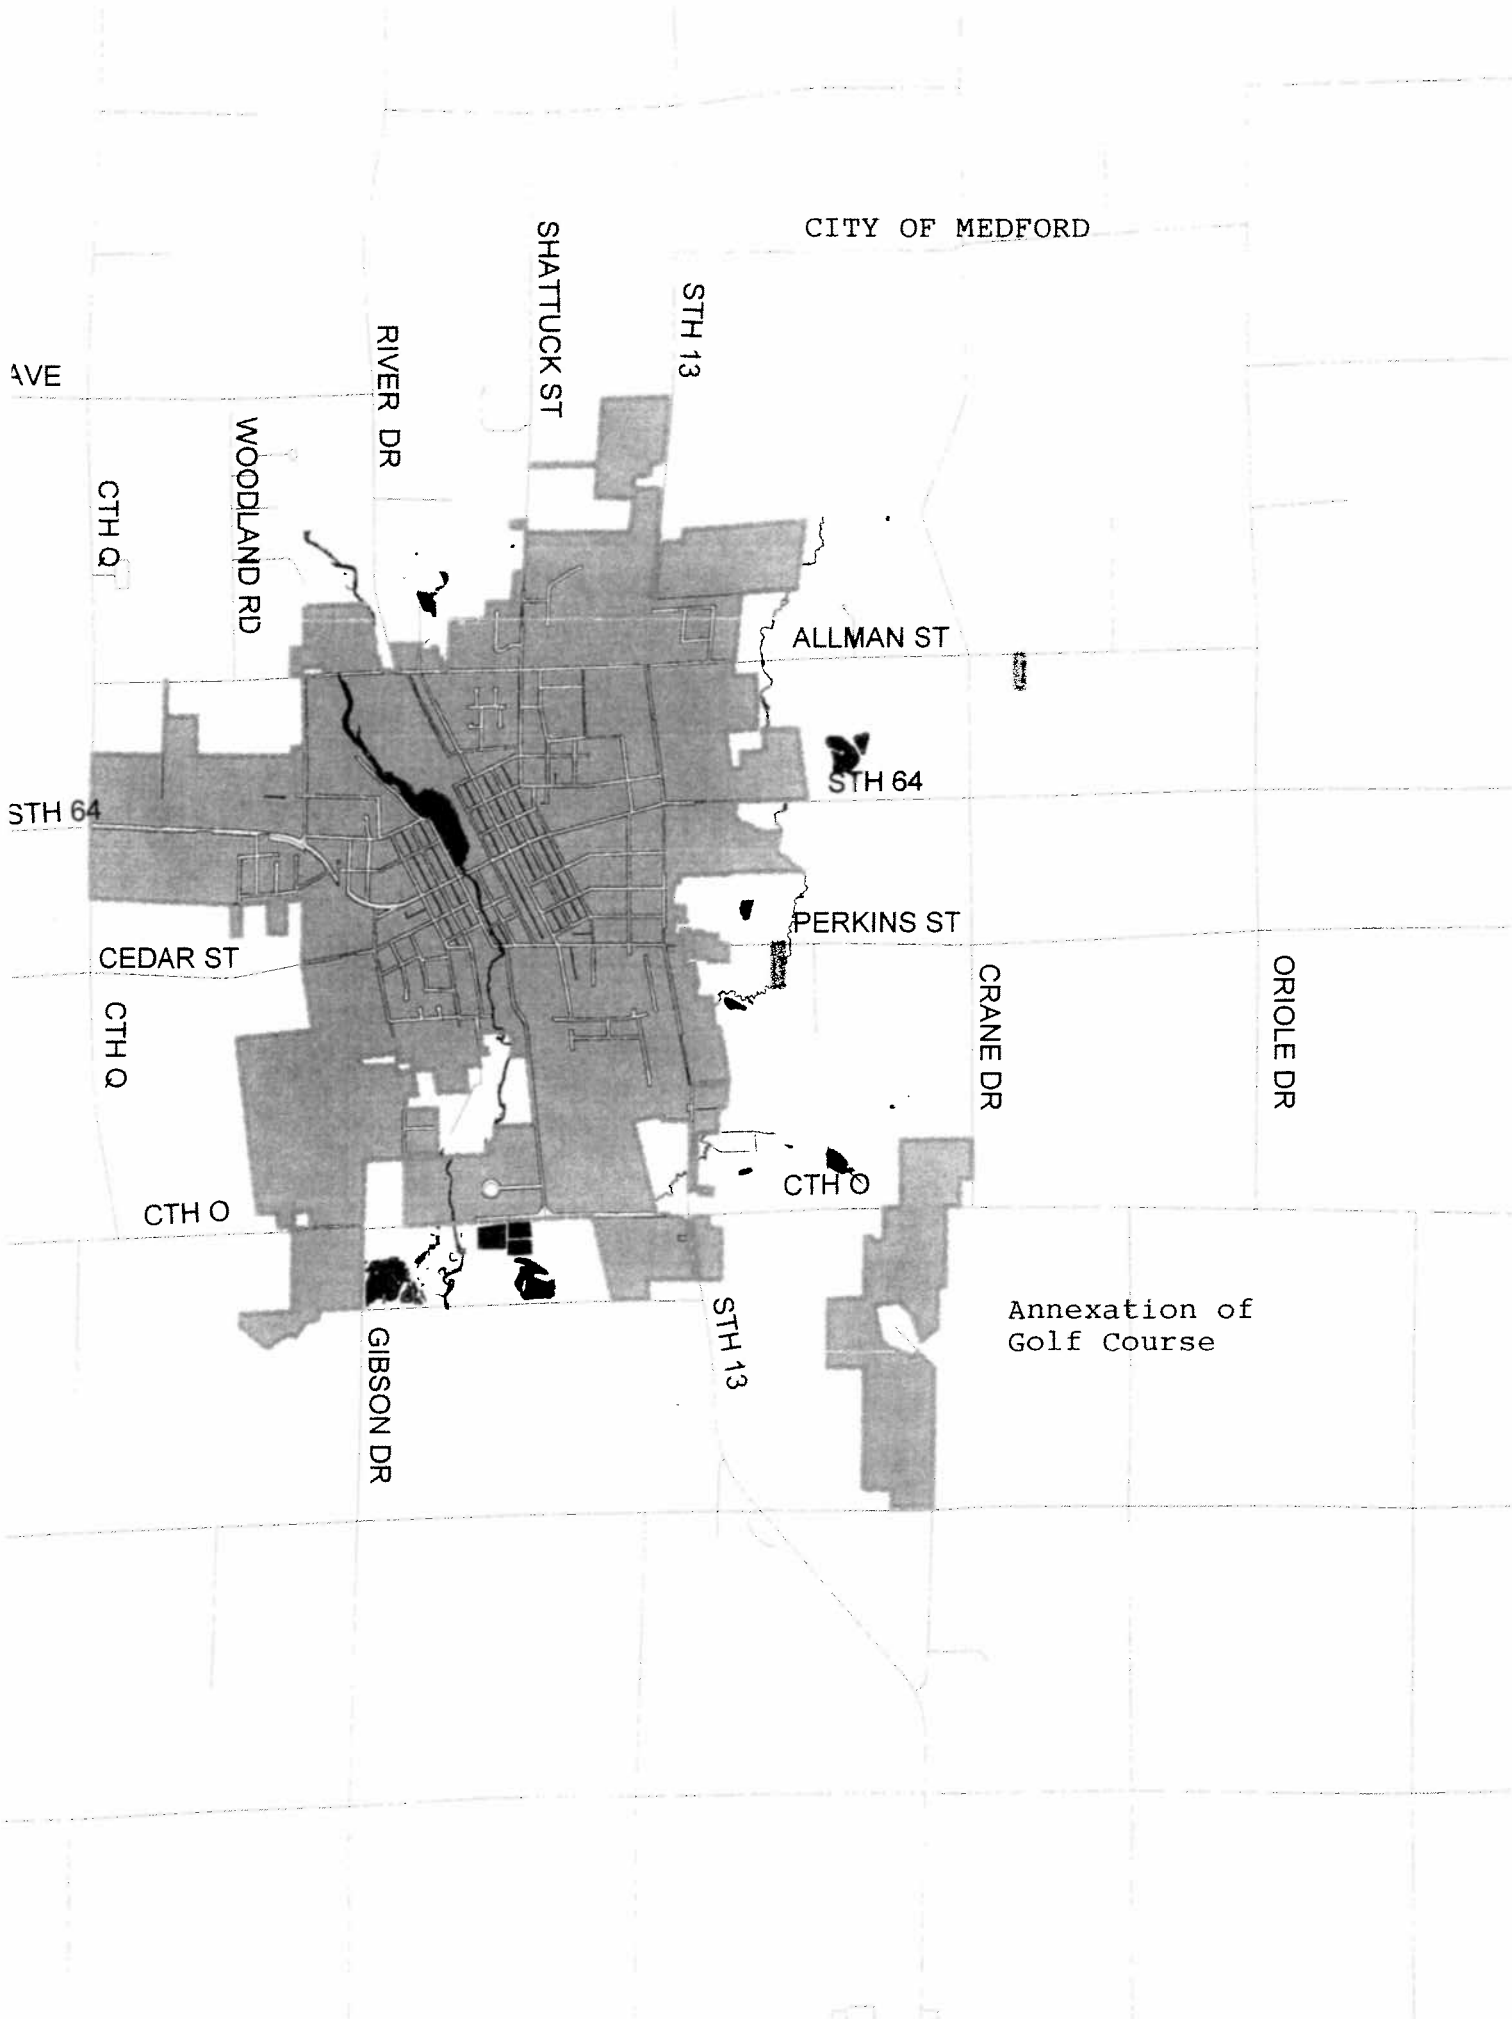 CITY OF MEDFORD
SHATTUCK ST
STH 13
RIVER DR
AVE
WOODLAND RD
CTH Q
ALLMAN ST
STH 64
STH 64
PERKINS ST
CEDAR ST
CRANE DR
ORIOLE DR
CTH Q
CTH O
CTH O
Annexation of
Golf Course
STH 13
GIBSON DR